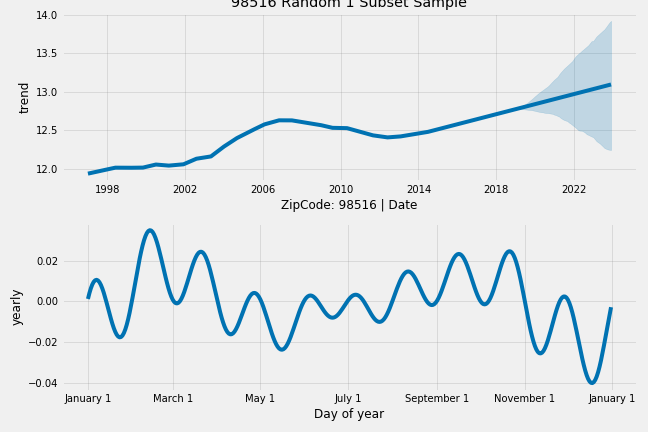 98516 Random 1 Subset Sample
14.0
13.5
13.0
12.5
12.0
trend
1998 2002 2006 2010 2014 2018 2022
ZipCode: 98516 | Date
0.02
0.00
−0.02
−0.04
yearly
January 1 March 1 May 1 July 1 September 1 November 1 January 1
Day of year